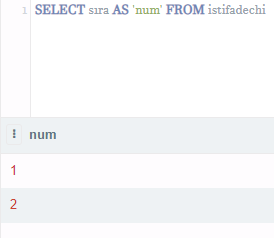 1 SELECT sıra AS 'num' FROM istifadechi
num
1
2